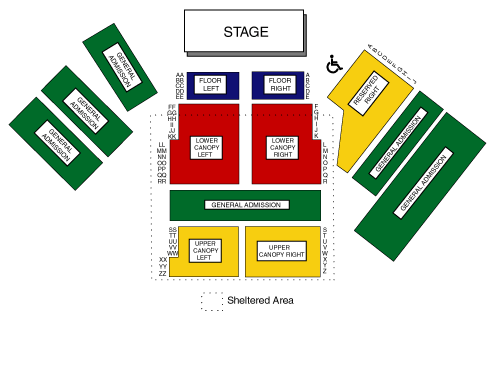 STAGE
GENERAL
ADMISSION
GENERAL
ADMISSION
GENERAL
ADMISSION
AA
BB
CC
DD
EE
FLOOR
LEFT
FLOOR
RIGHT
A
B
C
D
E
A B C D E F G H I J
RESERVED
RIGHT
GENERAL ADMISSION
GENERAL ADMISSION
FF
GG
HH
II
JJ
KK
LL
MM
NN
OO
PP
QQ
RR
LOWER
CANOPY
LEFT
LOWER
CANOPY
RIGHT
F
G
H
I
J
K
L
M
N
O
P
Q
R
GENERAL ADMISSION
SS
TT
UU
VV
WW
XX
YY
ZZ
UPPER
CANOPY
LEFT
UPPER
CANOPY RIGHT
S
T
U
V
W
X
Y
Z
Sheltered Area